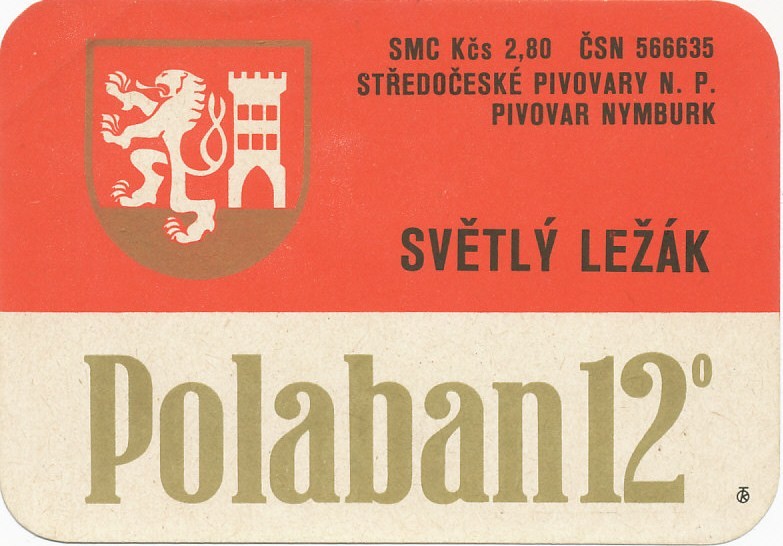 SMC Kčs 2,80 ČSN 566635
STŘEDOČESKÉ PIVOVARY N. P.
PIVOVAR NYMBURK
SVĚTLÝ LEŽÁK
Polaban 12°